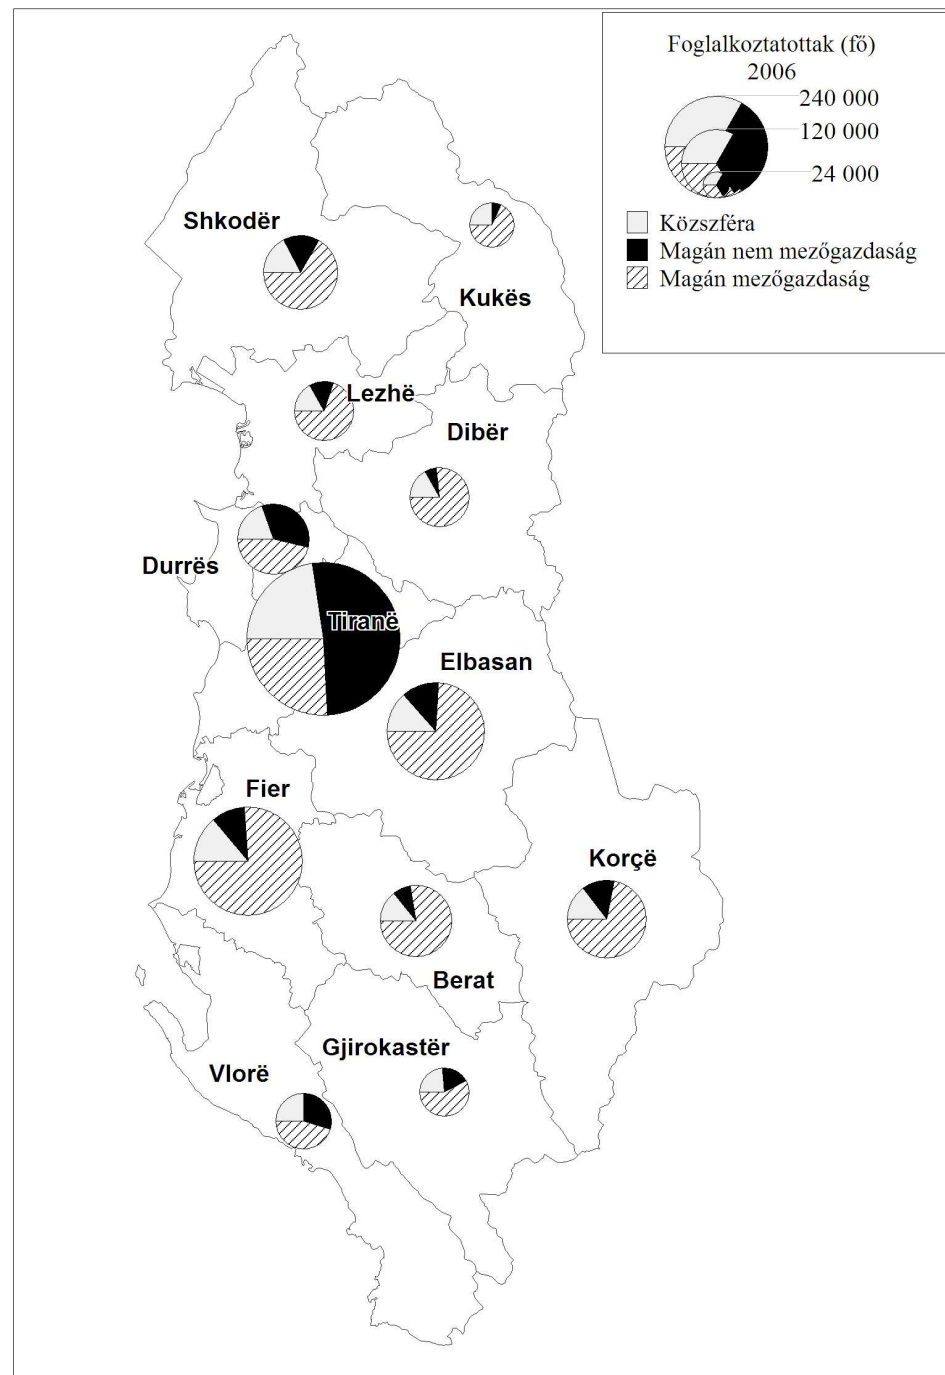 Foglalkoztatottak (fő)
2006
240 000
120 000
24 000
Közszféra
Magán nem mezőgazdaság
Magán mezőgazdaság
Shkodër
Kukës
Lezhë
Dibër
Durrës
Tiranë
Elbasan
Fier
Korçë
Berat
Gjirokastër
Vlorë